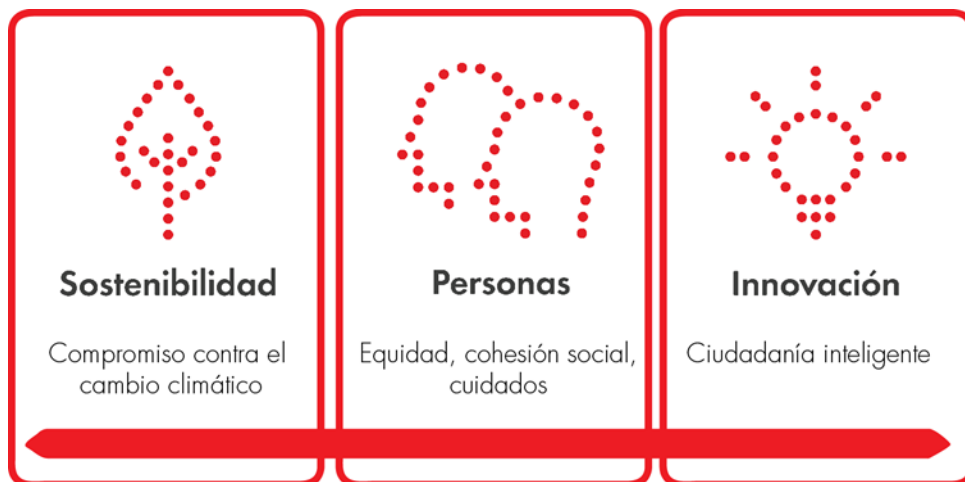 Sostenibilidad
Compromiso contra el
cambio climático
Personas
Equidad, cohesión social,
cuidados
Innovación
Ciudadanía inteligente